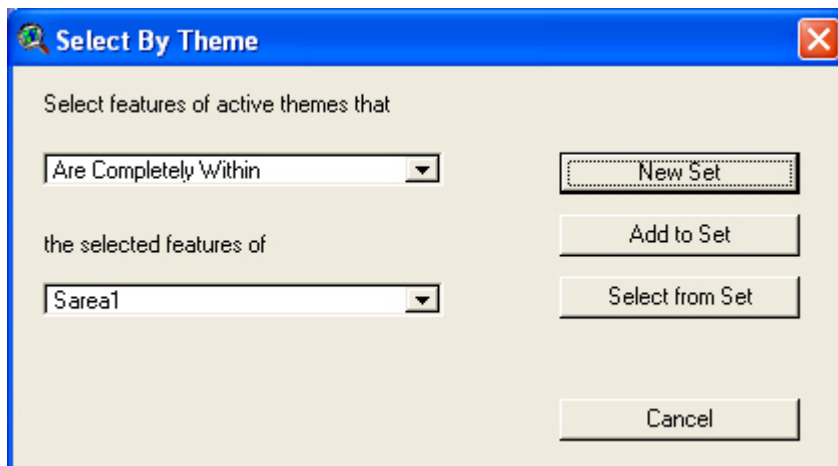 Select By Theme
Select features of active themes that
Are Completely Within
New Set
Add to Set
the selected features of
Sarea1
Select from Set
Cancel